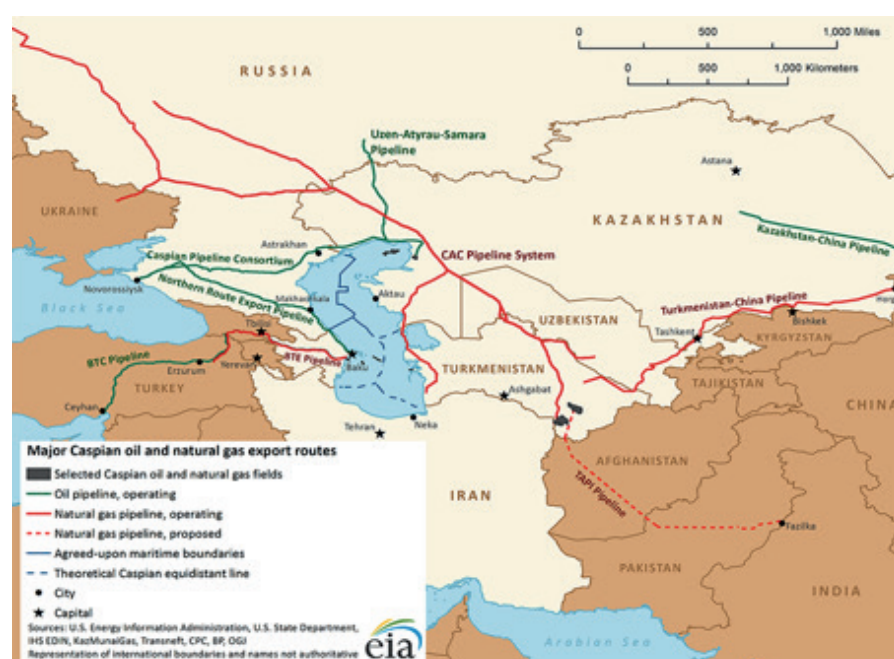 0 500 1,000 Miles
0 500 1,000 Kilometers
RUSSIA
Uzen-Atyrau-Samara
Pipeline
Astana
UKRAINE
KAZAKHSTAN
Kazakhstan-China Pipeline
Astrakhan
Caspian Pipeline Consortium
CAC Pipeline System
Novorossiysk
Northern Route Export Pipeline
Makhachkala
Aktau
Black Sea
Turkmenistan-China Pipeline
UZBEKISTAN
Tashkent
Bishkek
KYRGYZSTAN
Tbilisi
BTC Pipeline
BTE Pipeline
Baku
Erzurum
Yerevan
TURKMENISTAN
Ashgabat
TURKEY
TAJIKISTAN
CHINA
Ceyhan
Neka
Tehran
AFGHANISTAN
TAPI Pipeline
IRAN
Fazilka
PAKISTAN
INDIA
Arabian Sea
Major Caspian oil and natural gas export routes
Selected Caspian oil and natural gas fields
Oil pipeline, operating
Natural gas pipeline, operating
Natural gas pipeline, proposed
Agreed-upon maritime boundaries
Theoretical Caspian equidistant line
City
Capital
Sources: U.S. Energy Information Administration, U.S. State Department,
IHS EDIN, KazMunaiGas, Transneft, CPC, BP, OGJ
Representation of international boundaries and names not authoritative
eia